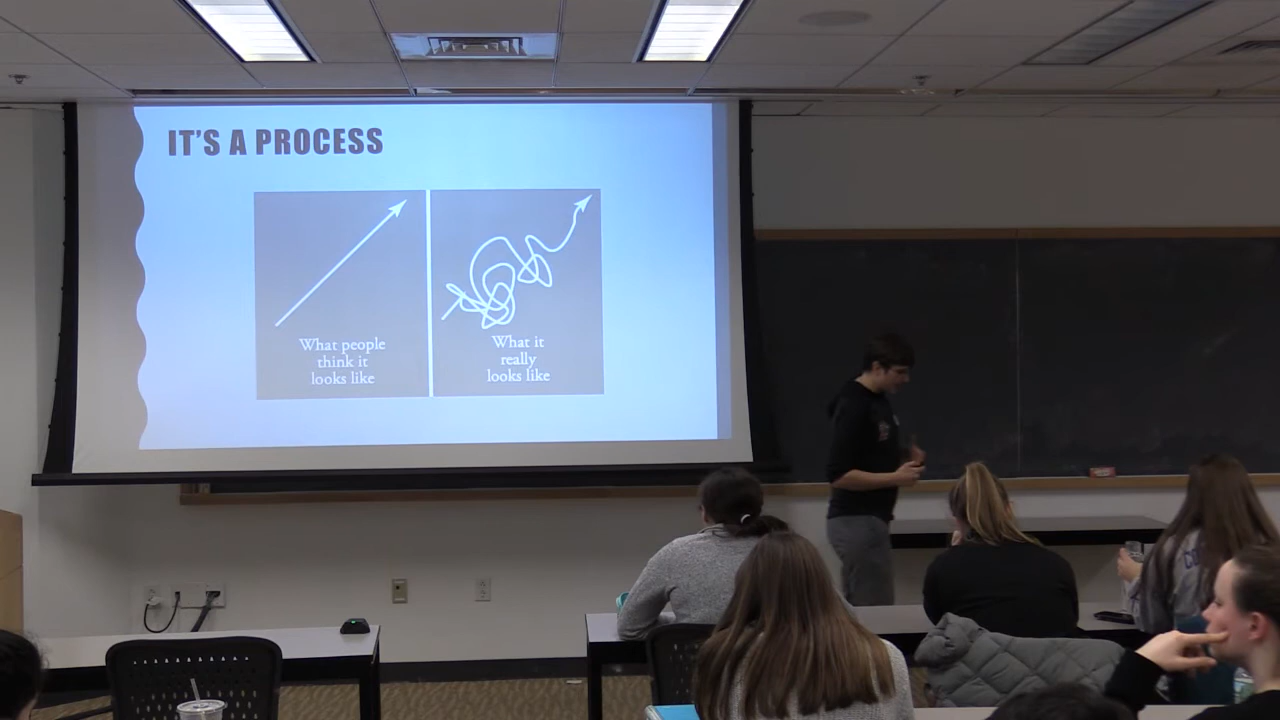 IT'S A PROCESS
What people
think it
looks like
What it
really
looks like